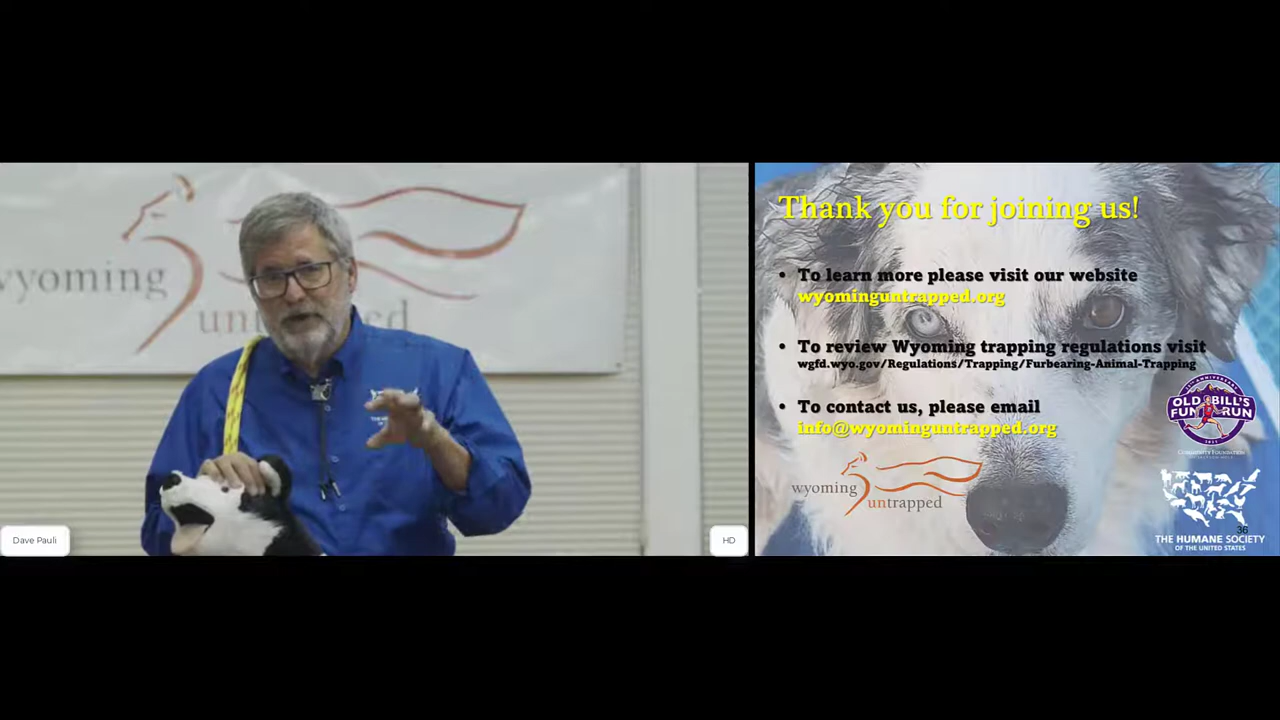 wyoming
untrapped
Dave Pauli
HD
Thank you for joining us!
• To learn more please visit our website
wyominguntrapped.org
• To review Wyoming trapping regulations visit
wgfd.wyo.gov/Regulations/Trapping/Furbearing-Animal-Trapping
• To contact us, please email
info@wyominguntrapped.org
wyoming
untrapped
OLD BILL'S
FUN RUN
36
THE HUMANE SOCIETY
OF THE UNITED STATES